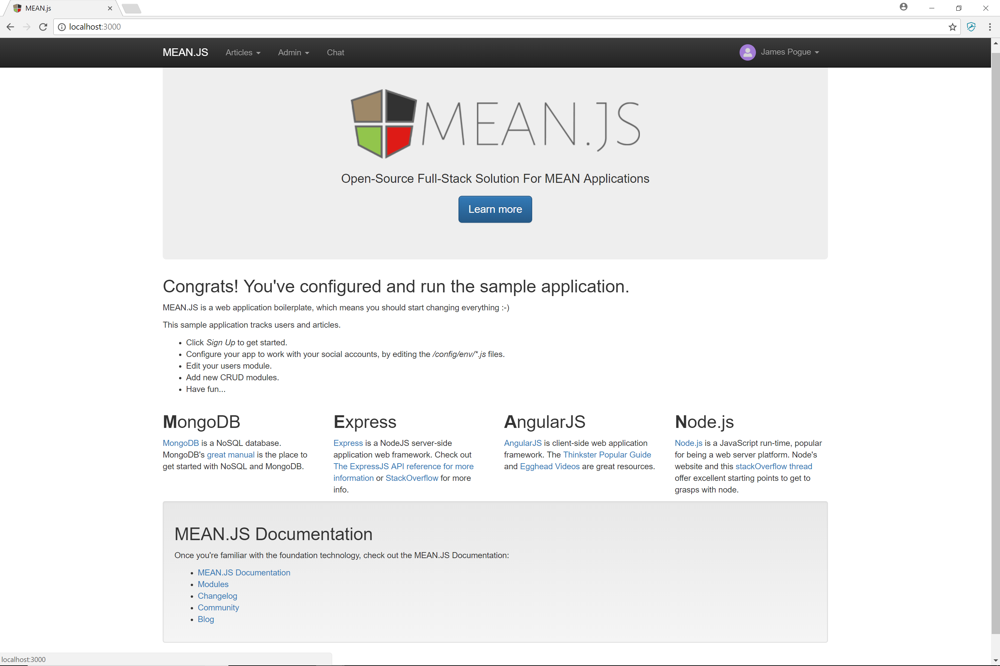 MEAN.js
localhost:3000
MEAN.JS Articles Admin Chat James Pogue
MEAN.JS
Open-Source Full-Stack Solution For MEAN Applications
Learn more
Congrats! You've configured and run the sample application.
MEAN.JS is a web application boilerplate, which means you should start changing everything :-)
This sample application tracks users and articles.
• Click Sign Up to get started.
• Configure your app to work with your social accounts, by editing the /config/env/*.js files.
• Edit your users module.
• Add new CRUD modules.
• Have fun...
MongoDB
MongoDB is a NoSQL database.
MongoDB's great manual is the place to
get started with NoSQL and MongoDB.
Express
Express is a NodeJS server-side
application web framework. Check out
The ExpressJS API reference for more
information or StackOverflow for more
info.
AngularJS
AngularJS is client-side web application
framework. The Thinkster Popular Guide
and Egghead Videos are great resources.
Node.js
Node.js is a JavaScript run-time, popular
for being a web server platform. Node's
website and this stackOverflow thread
offer excellent starting points to get to
grasps with node.
MEAN.JS Documentation
Once you're familiar with the foundation technology, check out the MEAN.JS Documentation:
• MEAN.JS Documentation
• Modules
• Changelog
• Community
• Blog
localhost:3000